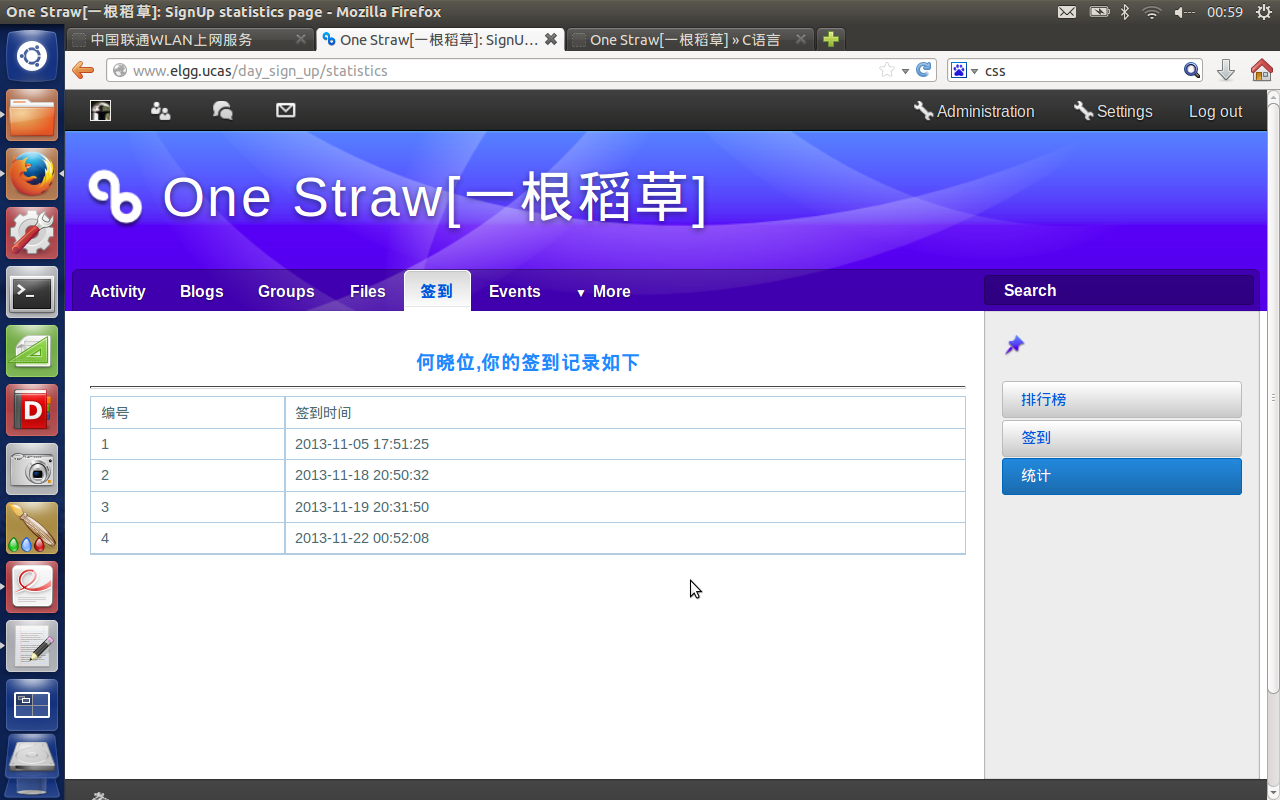 One Straw[一根稻草]: SignUp statistics page - Mozilla Firefox
00:59
中国联通WLAN上网服务
One Straw[一根稻草]: SignU...
One Straw[一根稻草] » C语言
www.elgg.ucas/day_sign_up/statistics
css
Administration
Settings
Log out
One Straw[一根稻草]
Activity
Blogs
Groups
Files
签到
Events
▼ More
Search
何晓位,你的签到记录如下
编号 签到时间
1 2013-11-05 17:51:25
2 2013-11-18 20:50:32
3 2013-11-19 20:31:50
4 2013-11-22 00:52:08
排行榜
签到
统计